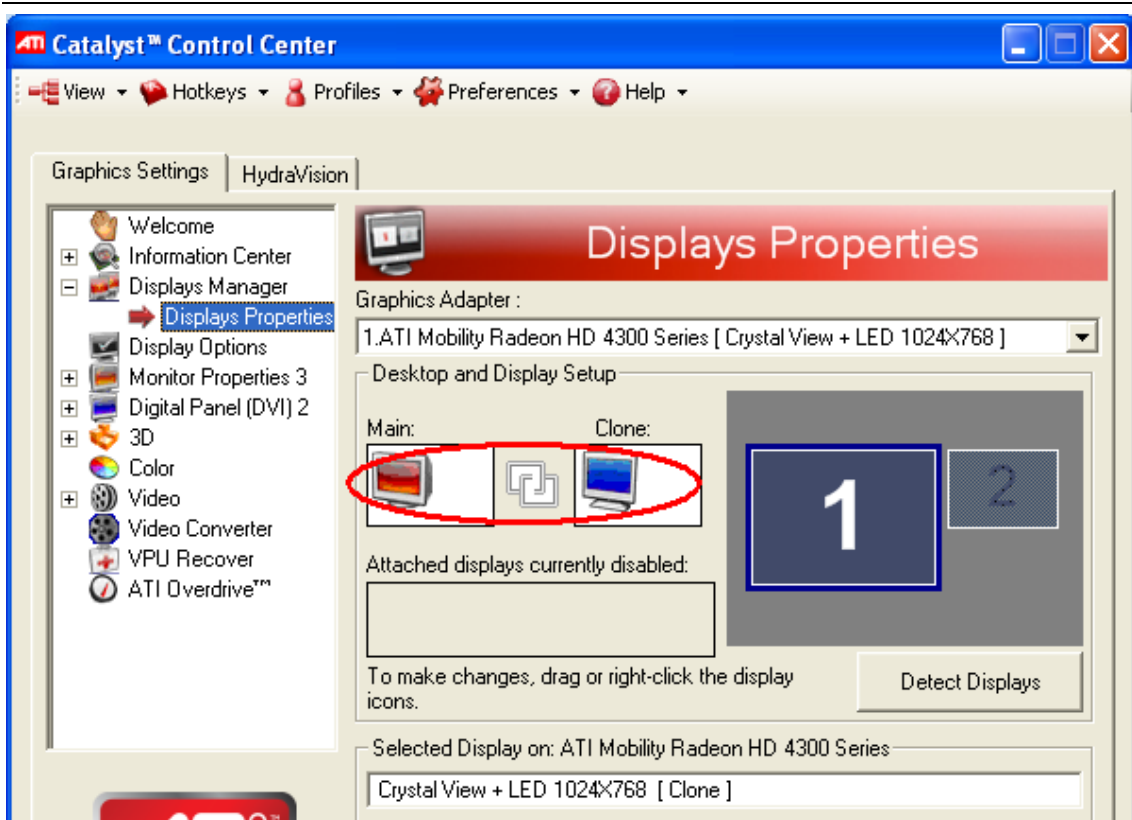 ATI Catalyst™ Control Center
View Hotkeys Profiles Preferences Help
Graphics Settings HydraVision
Welcome
Information Center
Displays Manager
Displays Properties
Display Options
Monitor Properties 3
Digital Panel (DVI) 2
3D
Color
Video
Video Converter
VPU Recover
ATI Overdrive™
Displays Properties
Graphics Adapter :
1.ATI Mobility Radeon HD 4300 Series [ Crystal View + LED 1024X768 ]
Desktop and Display Setup
Main: Clone:
1 2
Attached displays currently disabled:
To make changes, drag or right-click the display
icons.
Detect Displays
Selected Display on: ATI Mobility Radeon HD 4300 Series
Crystal View + LED 1024X768 [ Clone ]